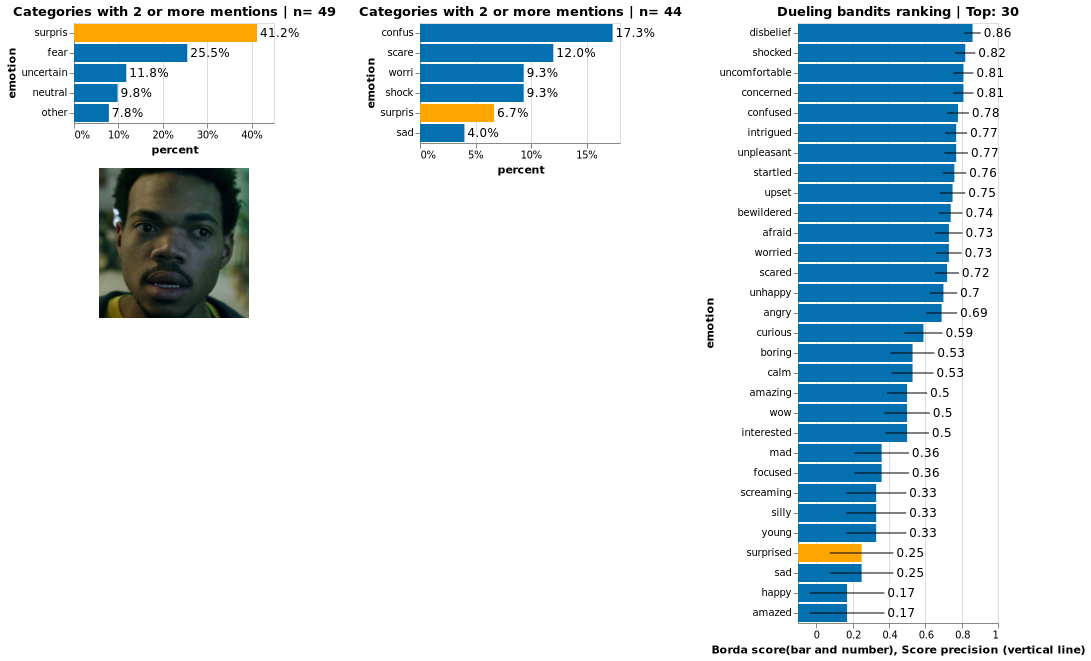 Categories with 2 or more mentions | n= 49
emotion
surpris 41.2%
fear 25.5%
uncertain 11.8%
neutral 9.8%
other 7.8%
0% 10% 20% 30% 40%
percent
Categories with 2 or more mentions | n= 44
emotion
confus 17.3%
scare 12.0%
worri 9.3%
shock 9.3%
surpris 6.7%
sad 4.0%
0% 5% 10% 15%
percent
Dueling bandits ranking | Top: 30
emotion
disbelief 0.86
shocked 0.82
uncomfortable 0.81
concerned 0.81
confused 0.78
intrigued 0.77
unpleasant 0.77
startled 0.76
upset 0.75
bewildered 0.74
afraid 0.73
worried 0.73
scared 0.72
unhappy 0.7
angry 0.69
curious 0.59
boring 0.53
calm 0.53
amazing 0.5
wow 0.5
interested 0.5
mad 0.36
focused 0.36
screaming 0.33
silly 0.33
young 0.33
surprised 0.25
sad 0.25
happy 0.17
amazed 0.17
0 0.2 0.4 0.6 0.8 1
Borda score(bar and number), Score precision (vertical line)